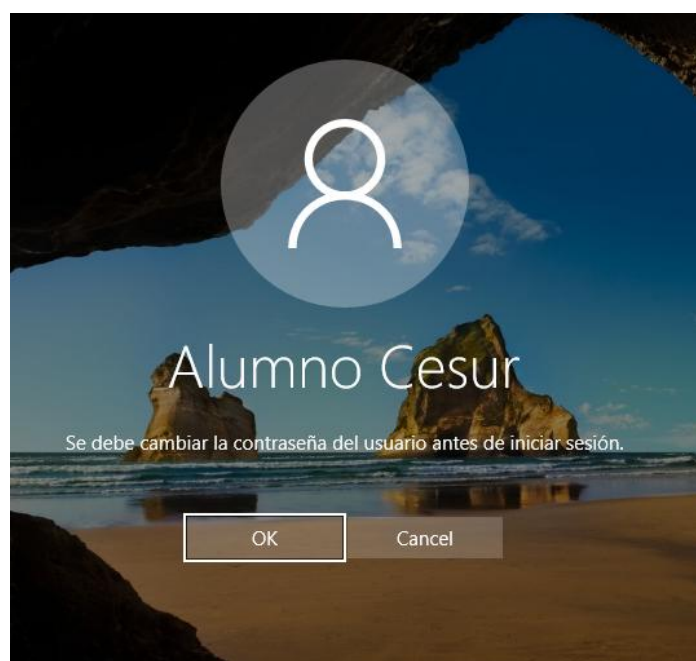 Alumno Cesur
Se debe cambiar la contraseña del usuario antes de iniciar sesión.
OK
Cancel